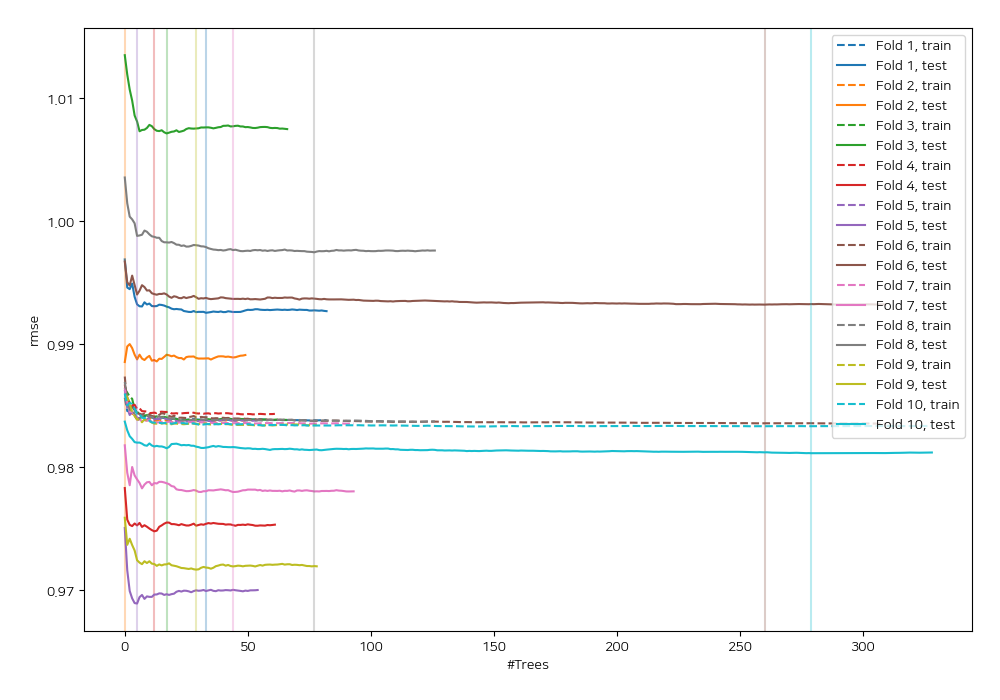 1.01
1.00
0.99
0.98
0.97
rmse
0
50
100
150
200
250
300
#Trees
Fold 1, train
Fold 1, test
Fold 2, train
Fold 2, test
Fold 3, train
Fold 3, test
Fold 4, train
Fold 4, test
Fold 5, train
Fold 5, test
Fold 6, train
Fold 6, test
Fold 7, train
Fold 7, test
Fold 8, train
Fold 8, test
Fold 9, train
Fold 9, test
Fold 10, train
Fold 10, test